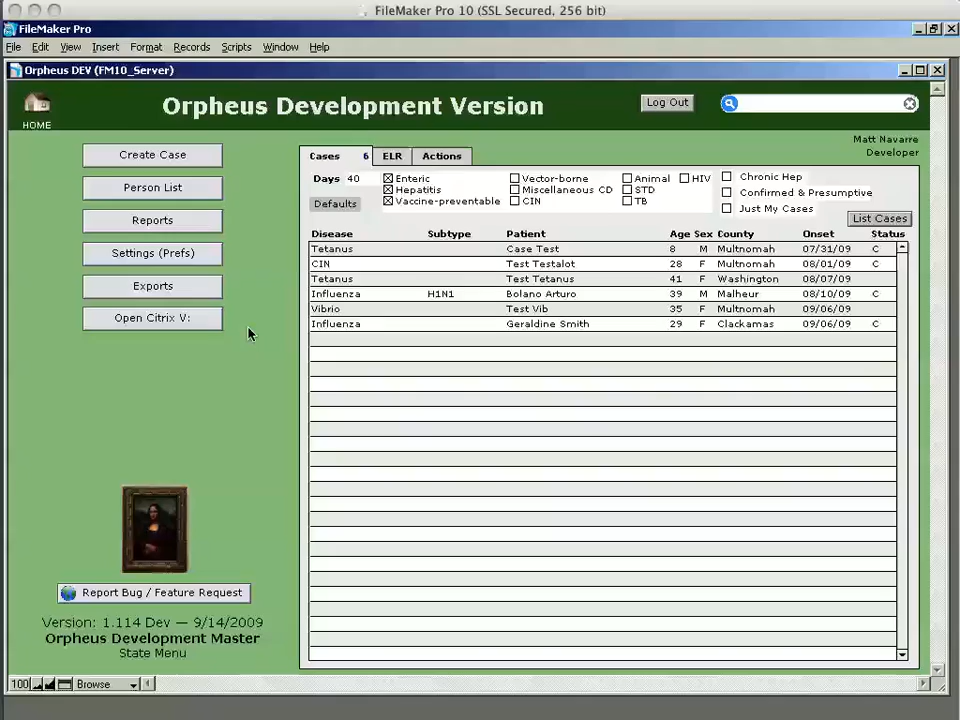 FileMaker Pro 10 (SSL Secured, 256 bit)
FileMaker Pro
File Edit View Insert Format Records Scripts Window Help
Orpheus DEV (FM10_Server)
HOME
Orpheus Development Version
Log Out
Matt Navarre
Developer
Create Case
Person List
Reports
Settings (Prefs)
Exports
Open Citrix V:
Cases 6 ELR Actions
Days 40
Defaults
Enteric
Hepatitis
Vaccine-preventable
Vector-borne
Miscellaneous CD
CIN
Animal
STD
TB
HIV
Chronic Hep
Confirmed & Presumptive
Just My Cases
List Cases
Disease Subtype Patient Age Sex County Onset Status
Tetanus Case Test 8 M Multnomah 07/31/09 C
CIN Test Testalot 28 F Multnomah 08/01/09 C
Tetanus Test Tetanus 41 F Washington 08/07/09
Influenza H1N1 Bolano Arturo 39 M Malheur 08/10/09 C
Vibrio Test Vib 35 F Multnomah 09/06/09
Influenza Geraldine Smith 29 F Clackamas 09/06/09 C
Report Bug / Feature Request
Version: 1.114 Dev — 9/14/2009
Orpheus Development Master
State Menu
100 Browse